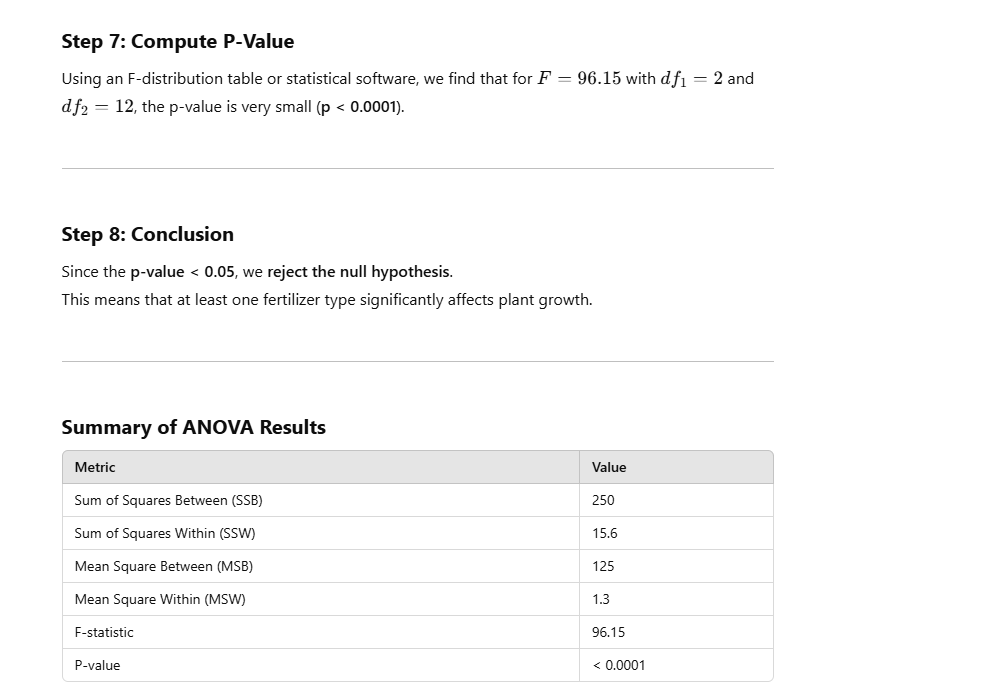 Step 7: Compute P-Value
Using an F-distribution table or statistical software, we find that for F = 96.15 with df₁ = 2 and
df₂ = 12, the p-value is very small (p < 0.0001).
Step 8: Conclusion
Since the p-value < 0.05, we reject the null hypothesis.
This means that at least one fertilizer type significantly affects plant growth.
Summary of ANOVA Results
Metric Value
Sum of Squares Between (SSB) 250
Sum of Squares Within (SSW) 15.6
Mean Square Between (MSB) 125
Mean Square Within (MSW) 1.3
F-statistic 96.15
P-value < 0.0001